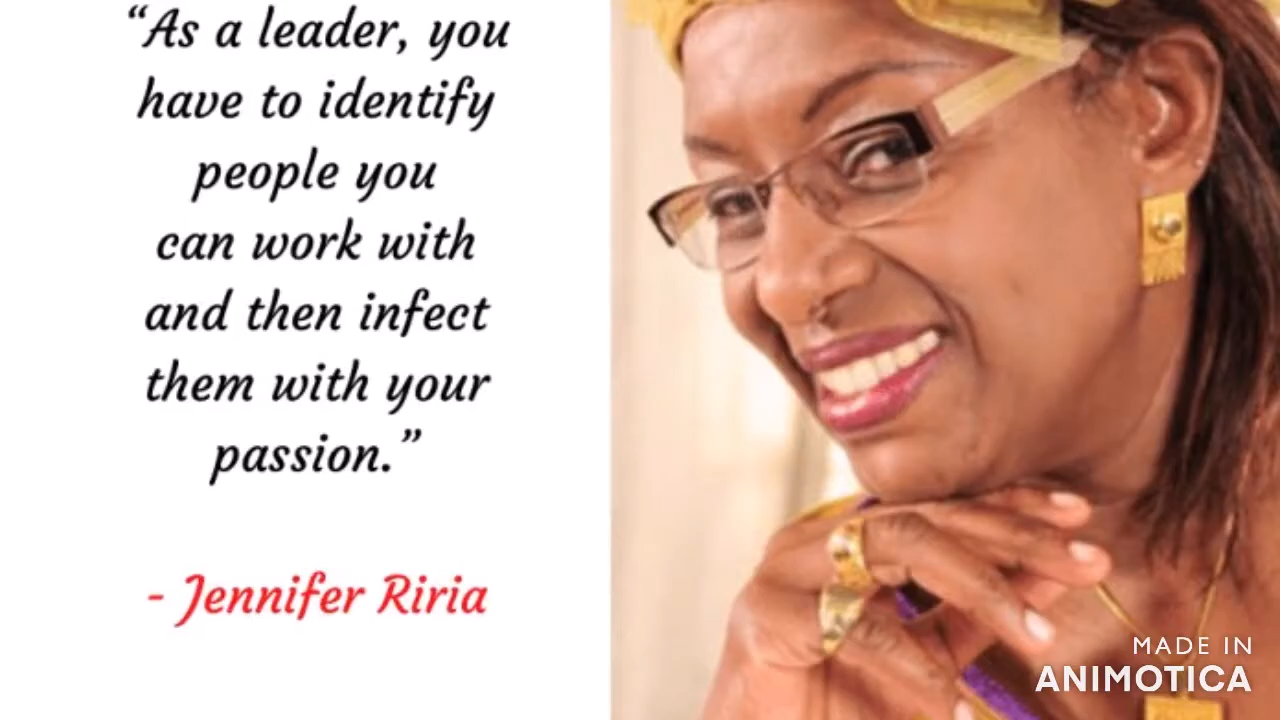 “As a leader, you
have to identify
people you
can work with
and then infect
them with your
passion.”
- Jennifer Riria
MADE IN
ANIMOTICA